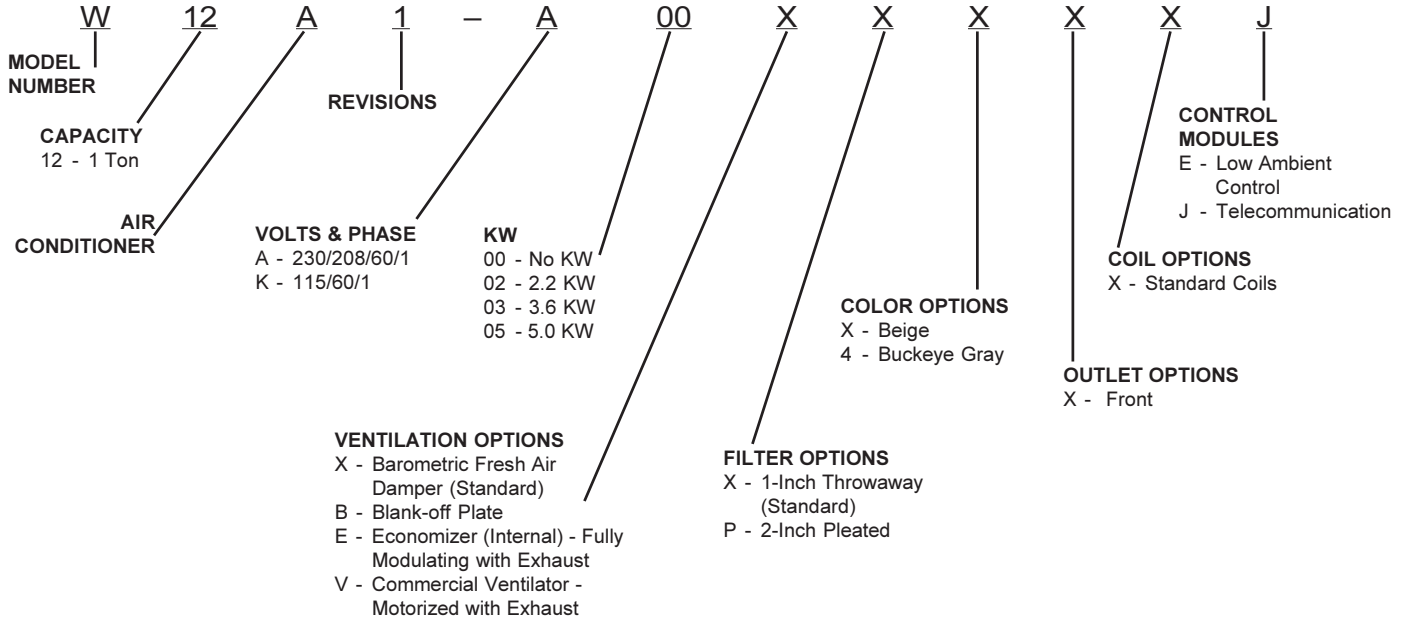 W 12 A 1 – A 00 X X X X X J
MODEL
NUMBER
CAPACITY
12 - 1 Ton
AIR
CONDITIONER
REVISIONS
VOLTS & PHASE
A - 230/208/60/1
K - 115/60/1
KW
00 - No KW
02 - 2.2 KW
03 - 3.6 KW
05 - 5.0 KW
VENTILATION OPTIONS
X - Barometric Fresh Air
Damper (Standard)
B - Blank-off Plate
E - Economizer (Internal) - Fully
Modulating with Exhaust
V - Commercial Ventilator -
Motorized with Exhaust
FILTER OPTIONS
X - 1-Inch Throwaway
(Standard)
P - 2-Inch Pleated
COLOR OPTIONS
X - Beige
4 - Buckeye Gray
OUTLET OPTIONS
X - Front
COIL OPTIONS
X - Standard Coils
CONTROL
MODULES
E - Low Ambient
Control
J - Telecommunication